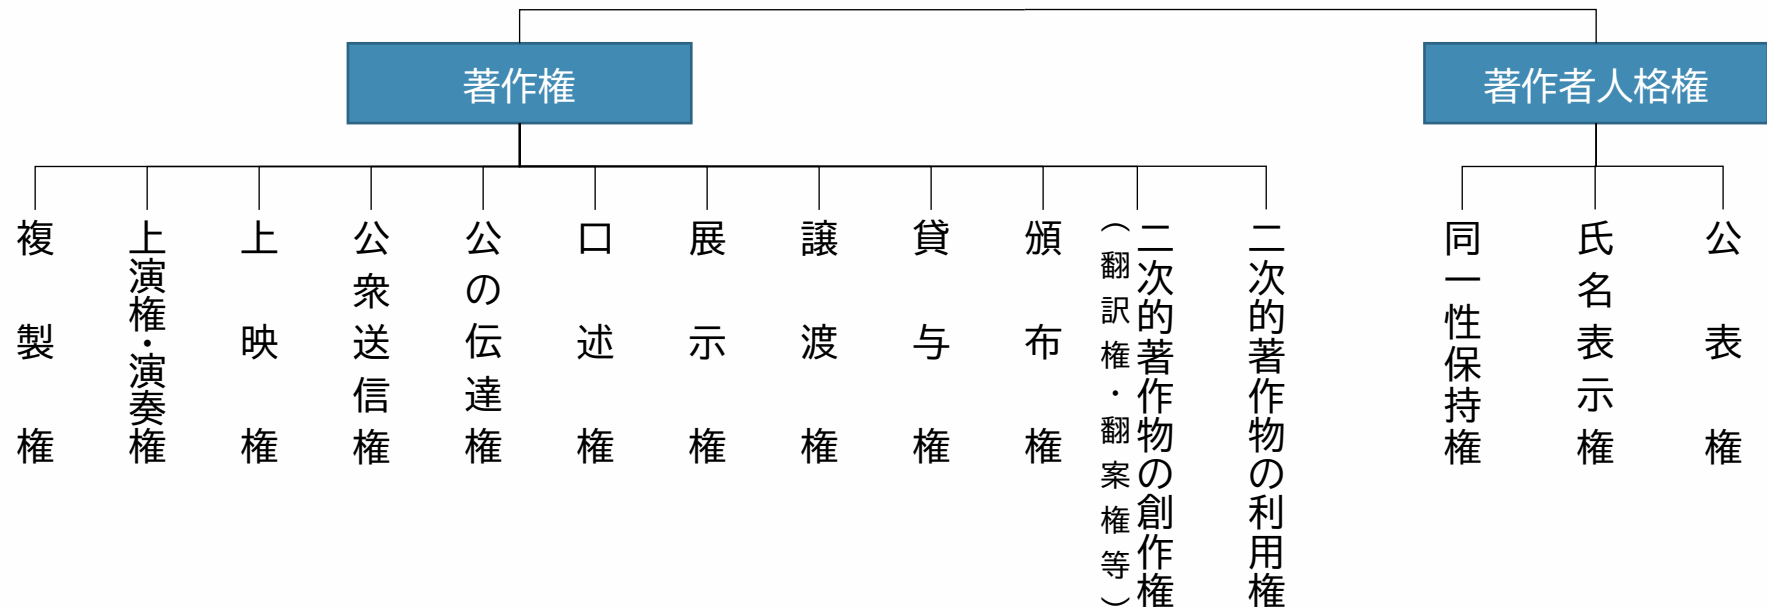 著作権
著作者人格権
複製権
上演権・演奏権
上映権
公衆送信権
公の伝達権
口述権
展示権
譲渡権
貸与権
頒布権
二次的著作物の創作権
（翻訳権・翻案権等）
二次的著作物の利用権
同一性保持権
氏名表示権
公表権